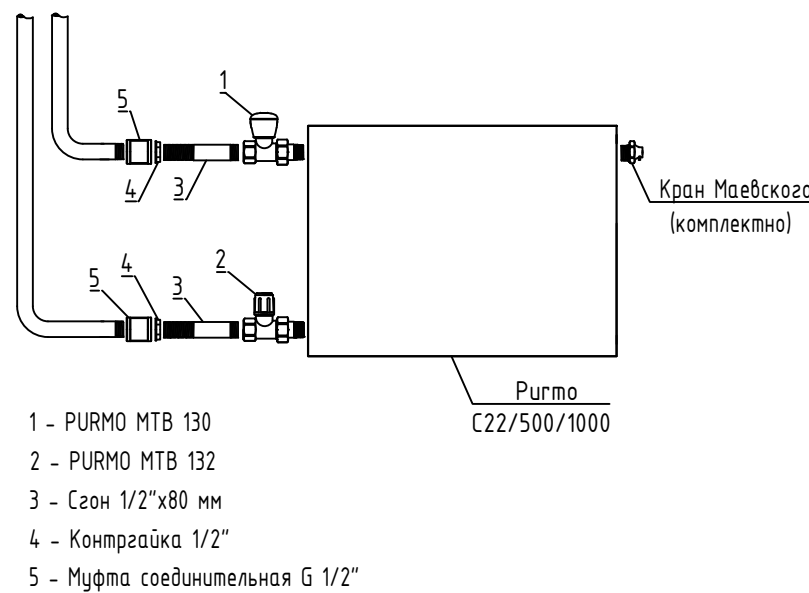 1
5
4
3
Кран Маевского
(комплектно)
2
4
5
3
Purmo
C22/500/1000
1 - PURMO MTB 130
2 - PURMO MTB 132
3 - Сгон 1/2"x80 мм
4 - Контргайка 1/2"
5 - Муфта соединительная G 1/2"